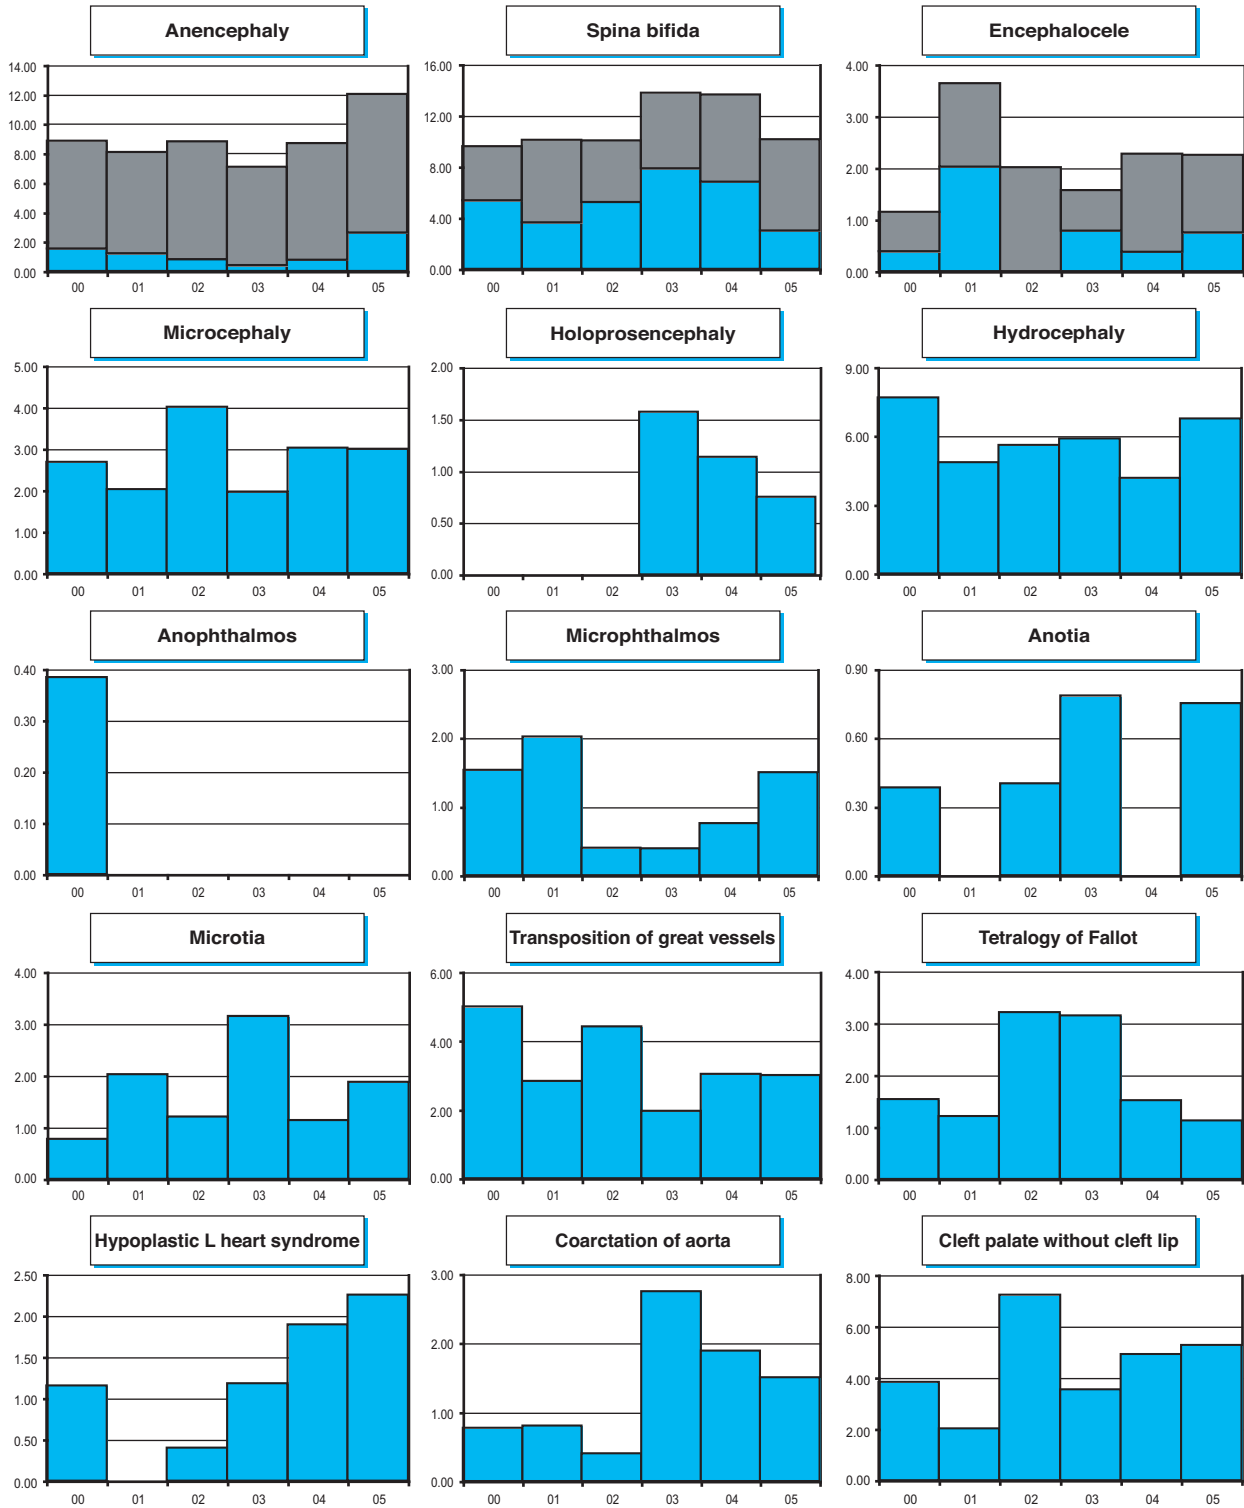 Anencephaly
14.00
12.00
10.00
8.00
6.00
4.00
2.00
0.00
00 01 02 03 04 05
Spina bifida
16.00
12.00
8.00
4.00
0.00
00 01 02 03 04 05
Encephalocele
4.00
3.00
2.00
1.00
0.00
00 01 02 03 04 05
Microcephaly
5.00
4.00
3.00
2.00
1.00
0.00
00 01 02 03 04 05
Holoprosencephaly
2.00
1.50
1.00
0.50
0.00
00 01 02 03 04 05
Hydrocephaly
9.00
6.00
3.00
0.00
00 01 02 03 04 05
Anophthalmos
0.40
0.30
0.20
0.10
0.00
00 01 02 03 04 05
Microphthalmos
3.00
2.00
1.00
0.00
00 01 02 03 04 05
Anotia
0.90
0.60
0.30
0.00
00 01 02 03 04 05
Microtia
4.00
3.00
2.00
1.00
0.00
00 01 02 03 04 05
Transposition of great vessels
6.00
4.00
2.00
0.00
00 01 02 03 04 05
Tetralogy of Fallot
4.00
3.00
2.00
1.00
0.00
00 01 02 03 04 05
Hypoplastic L heart syndrome
2.50
2.00
1.50
1.00
0.50
0.00
00 01 02 03 04 05
Coarctation of aorta
3.00
2.00
1.00
0.00
00 01 02 03 04 05
Cleft palate without cleft lip
8.00
6.00
4.00
2.00
0.00
00 01 02 03 04 05